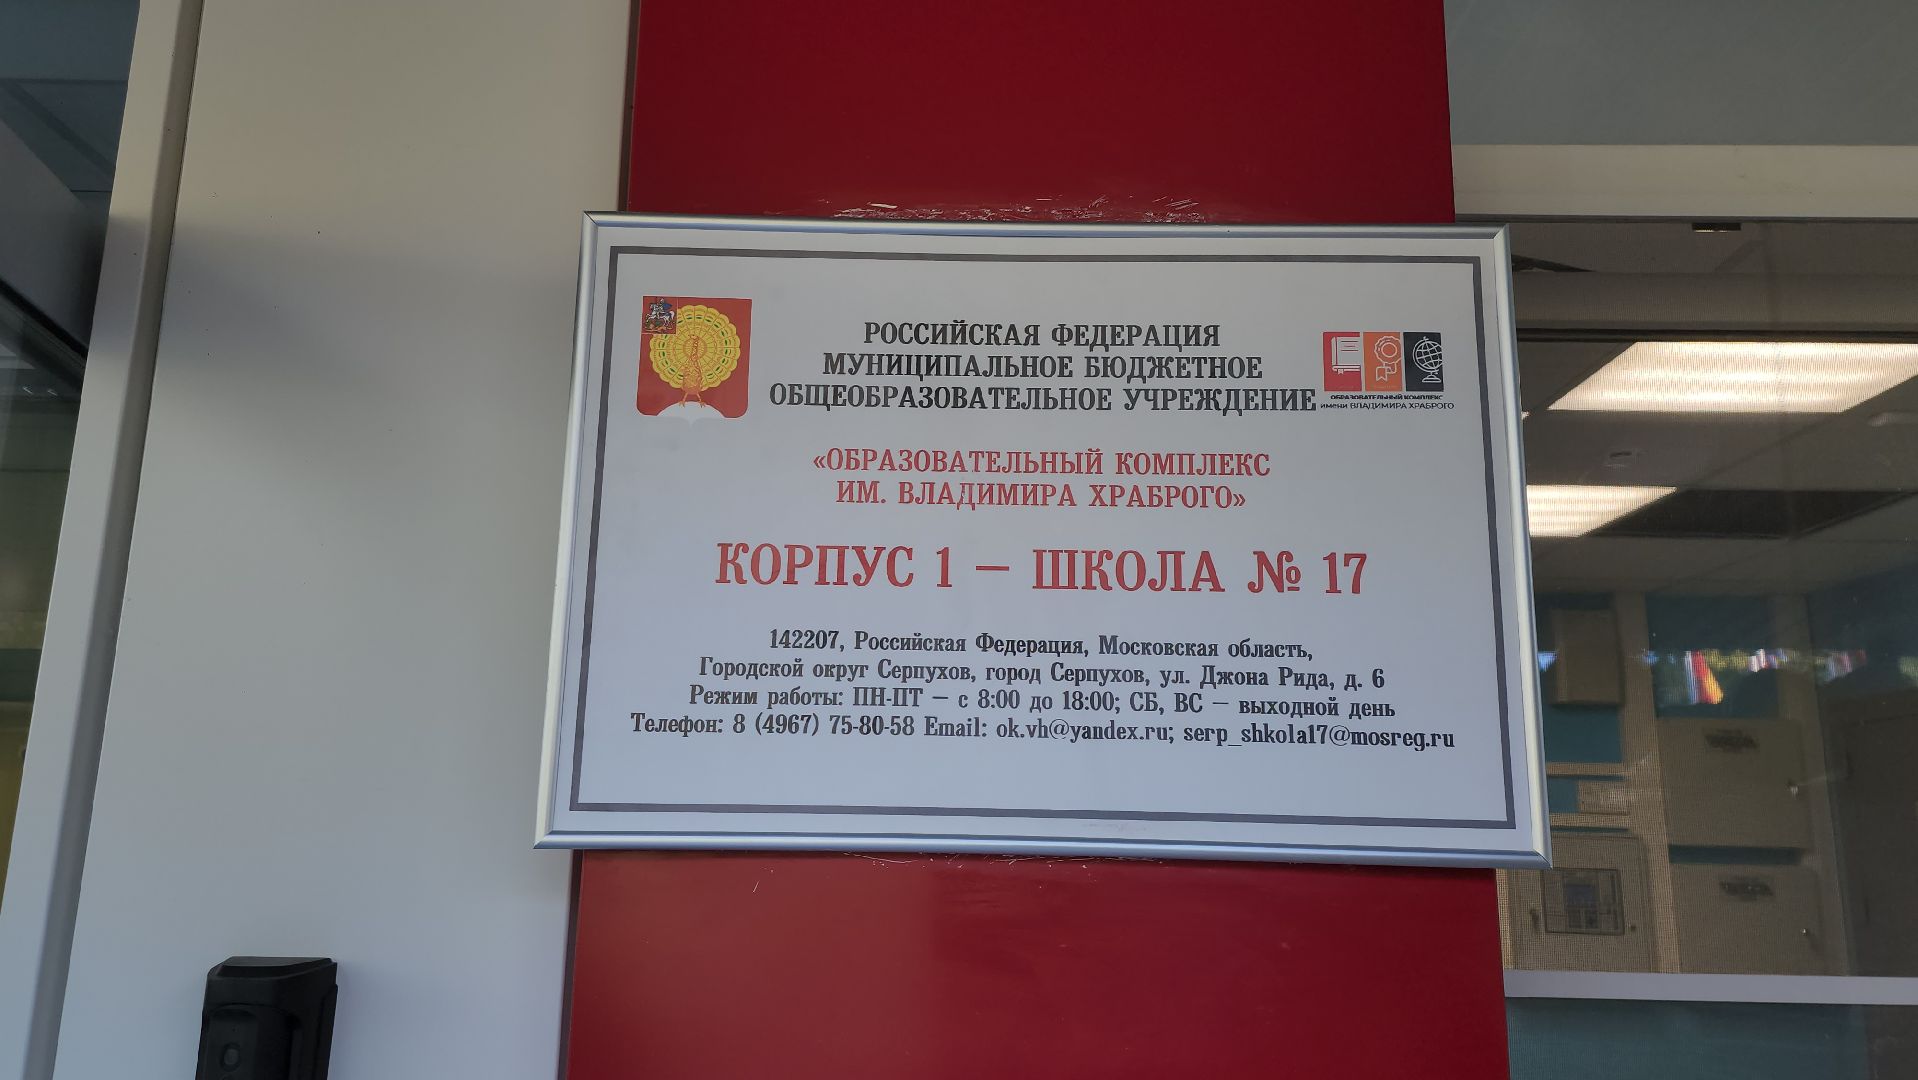 РОССИЙСКАЯ ФЕДЕРАЦИЯ
МУНИЦИПАЛЬНОЕ БЮДЖЕТНОЕ
ОБЩЕОБРАЗОВАТЕЛЬНОЕ УЧРЕЖДЕНИЕ
ОБРАЗОВАТЕЛЬНЫЙ КОМПЛЕКС
имени ВЛАДИМИРА ХРАБРОГО
«ОБРАЗОВАТЕЛЬНЫЙ КОМПЛЕКС
ИМ. ВЛАДИМИРА ХРАБРОГО»
КОРПУС 1 – ШКОЛА № 17
142207, Российская Федерация, Московская область,
Городской округ Серпухов, город Серпухов, ул. Джона Рида, д. 6
Режим работы: ПН-ПТ – с 8:00 до 18:00; СБ, ВС – выходной день
Телефон: 8 (4967) 75-80-58 Email: ok.vh@yandex.ru; serp_shkola17@mosreg.ru